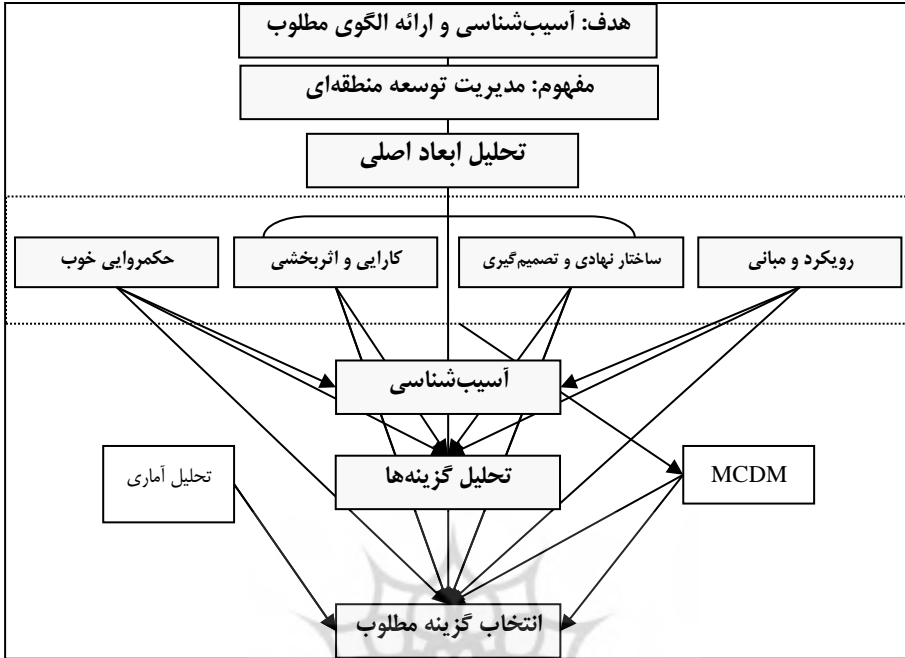 هدف: آسیب‌شناسی و ارائه الگوی مطلوب
مفهوم: مدیریت توسعه منطقه‌ای
تحلیل ابعاد اصلی
رویکرد و مبانی
ساختار نهادی و تصمیم‌گیری
کارایی و اثربخشی
حکمروایی خوب
آسیب‌شناسی
تحلیل گزینه‌ها
MCDM
تحلیل آماری
انتخاب گزینه مطلوب